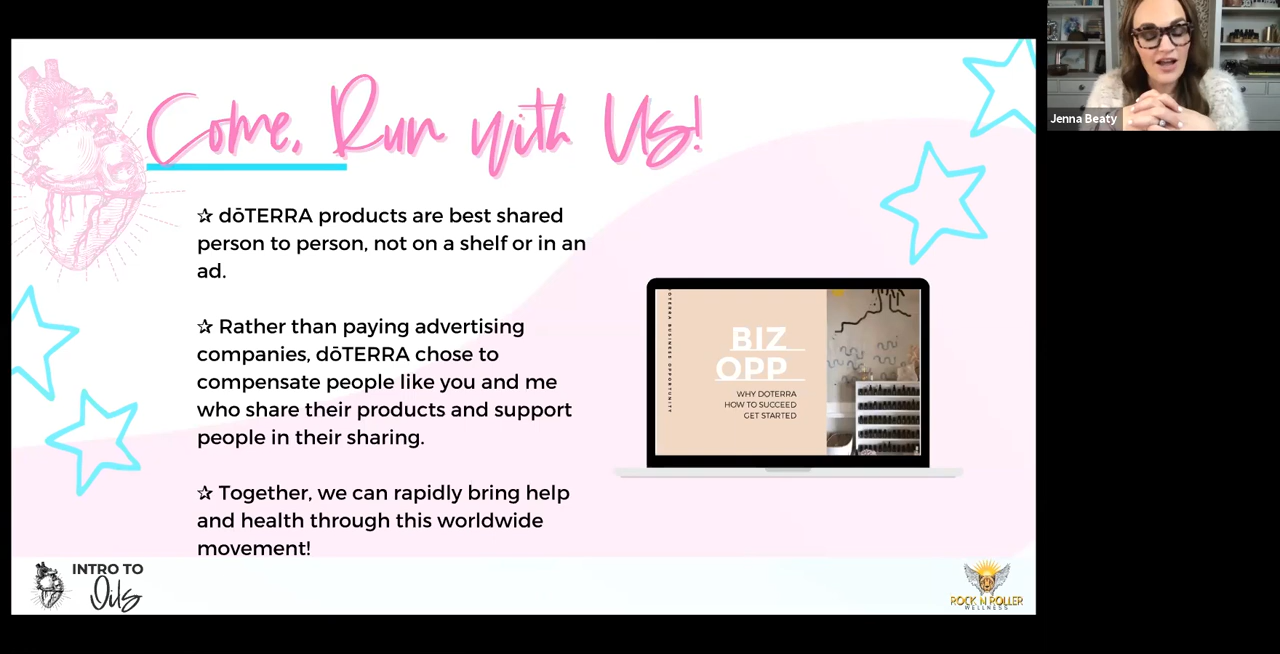 Come, Run with Us!
Jenna Beaty
✰ dōTERRA products are best shared
person to person, not on a shelf or in an
ad.
✰ Rather than paying advertising
companies, dōTERRA chose to
compensate people like you and me
who share their products and support
people in their sharing.
✰ Together, we can rapidly bring help
and health through this worldwide
movement!
DOTERRA BUSINESS OPPORTUNITY
BIZ
OPP
WHY DOTERRA
HOW TO SUCCEED
GET STARTED
INTRO TO
Oils
ROCK N ROLLER
WELLNESS